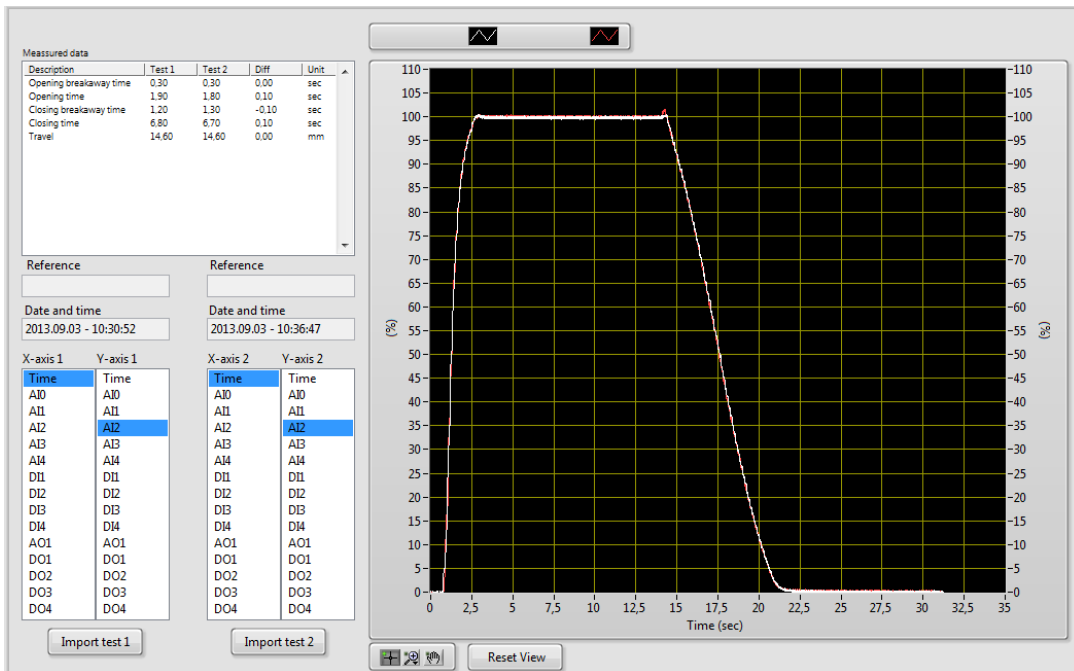 Meassured data
Description Test 1 Test 2 Diff Unit
Opening breakaway time 0,30 0,30 0,00 sec
Opening time 1,90 1,80 0,10 sec
Closing breakaway time 1,20 1,30 -0,10 sec
Closing time 6,80 6,70 0,10 sec
Travel 14,60 14,60 0,00 mm
Reference Reference
Date and time Date and time
2013.09.03 - 10:30:52 2013.09.03 - 10:36:47
X-axis 1 Y-axis 1 X-axis 2 Y-axis 2
Time Time Time Time
AI0 AI0 AI0 AI0
AI1 AI1 AI1 AI1
AI2 AI2 AI2 AI2
AI3 AI3 AI3 AI3
AI4 AI4 AI4 AI4
DI1 DI1 DI1 DI1
DI2 DI2 DI2 DI2
DI3 DI3 DI3 DI3
DI4 DI4 DI4 DI4
AO1 AO1 AO1 AO1
DO1 DO1 DO1 DO1
DO2 DO2 DO2 DO2
DO3 DO3 DO3 DO3
DO4 DO4 DO4 DO4
Import test 1 Import test 2
110 110
105 105
100 100
95 95
90 90
85 85
80 80
75 75
70 70
65 65
60 60
55 55
(%) (%)
50 50
45 45
40 40
35 35
30 30
25 25
20 20
15 15
10 10
5 5
0 0
0 2,5 5 7,5 10 12,5 15 17,5 20 22,5 25 27,5 30 32,5 35
Time (sec)
Reset View